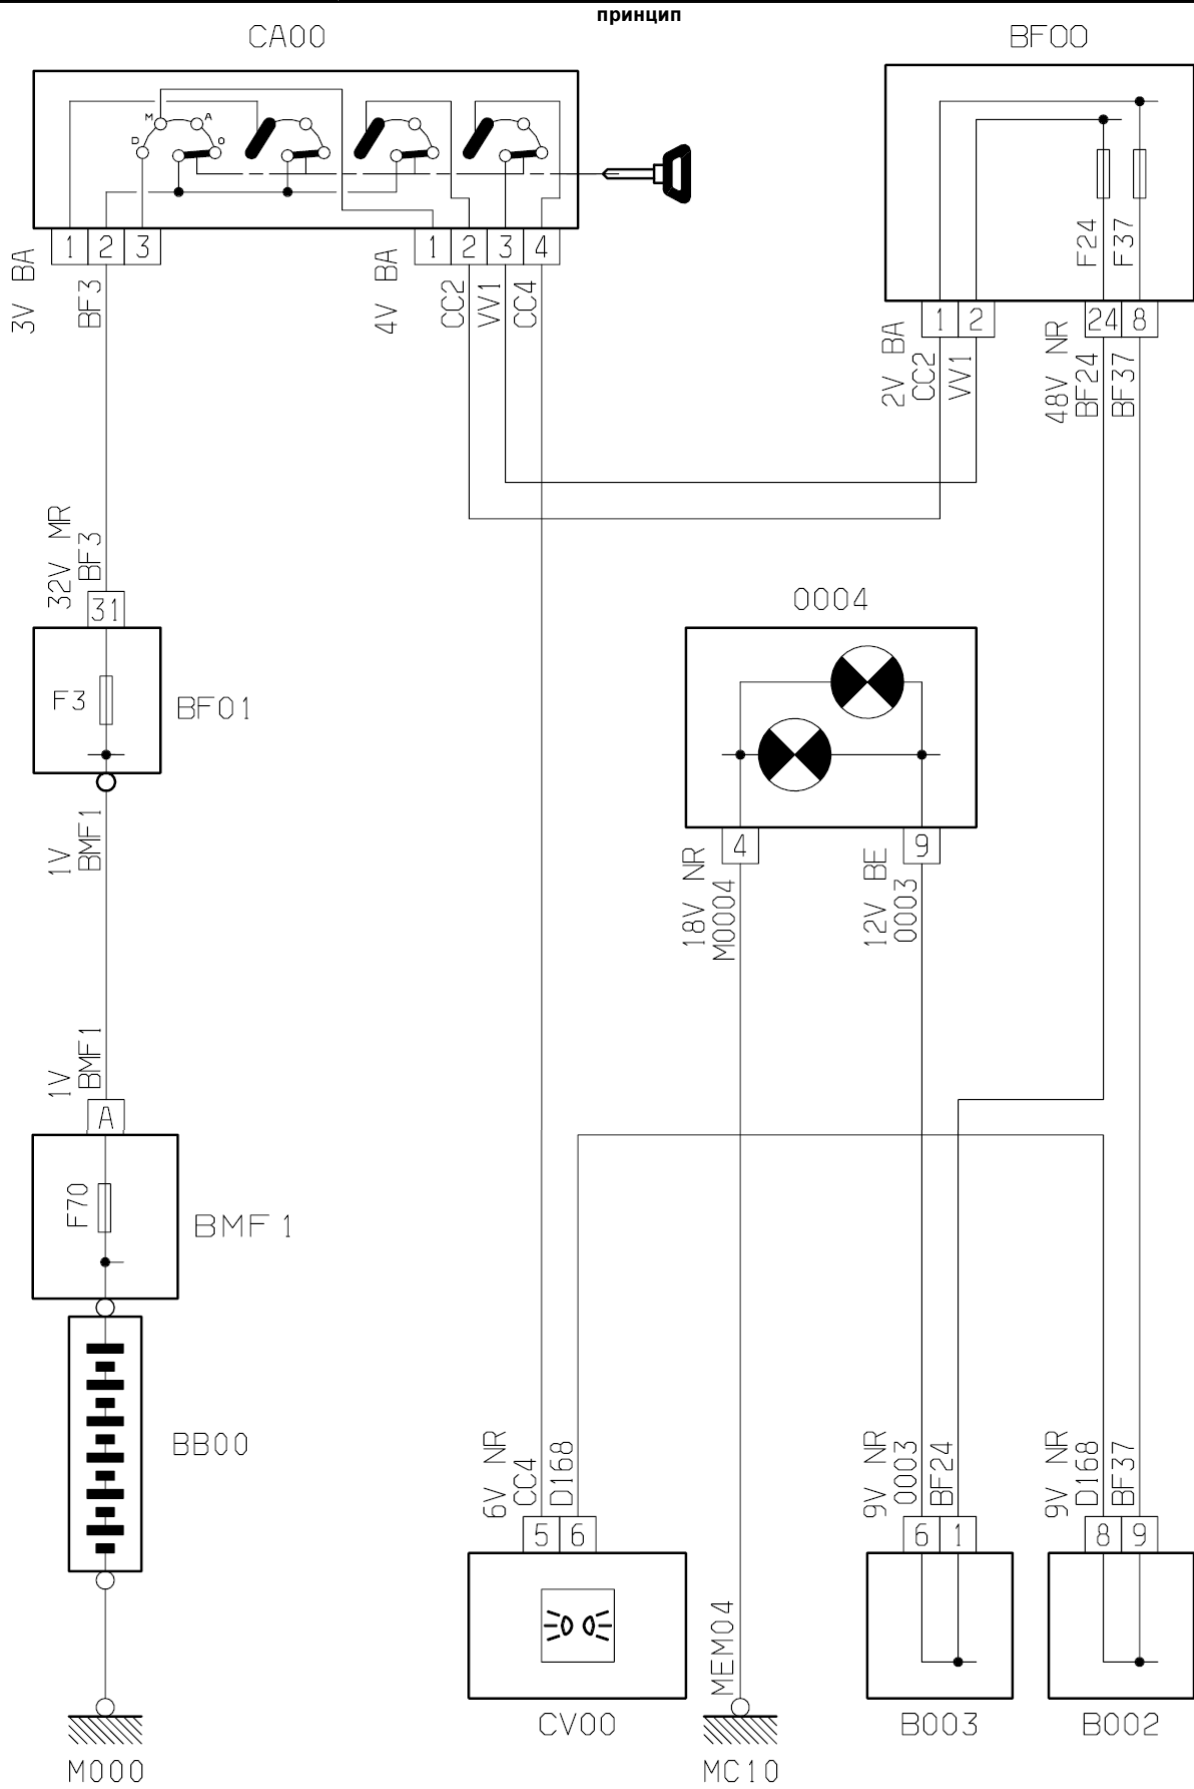 принцип
CA00
BF00
M
A
D
O
F24
F37
1
2
3
1
2
3
4
3V BA
BF3
4V BA
CC2
VV1
CC4
1
2
24
8
2V BA
CC2
VV1
48V NR
BF24
BF37
32V MR
BF3
31
F3
BF01
0004
4
9
18V NR
M0004
12V BE
0003
1V
BMF1
1V
BMF1
A
F70
BMF1
BB00
6V NR
CC4
D168
9V NR
0003
BF24
9V NR
D168
BF37
5
6
6
1
8
9
MEM04
CV00
B003
B002
M000
MC10